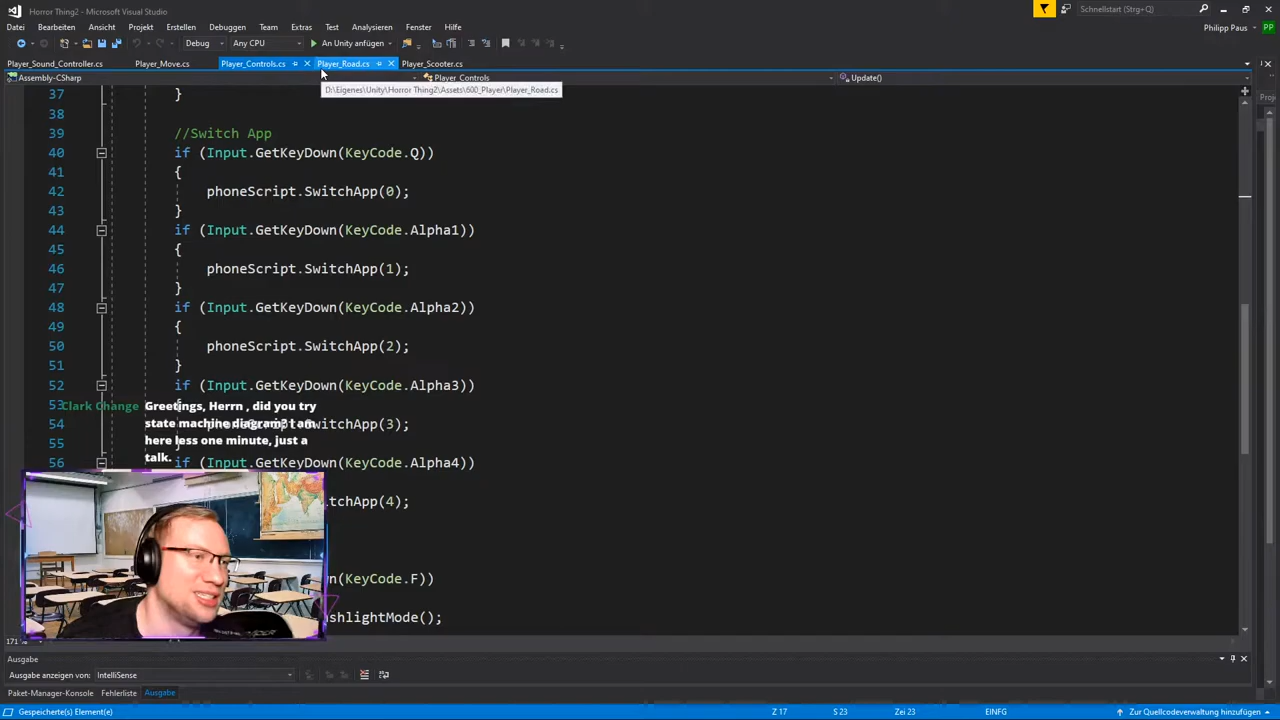 Horror Thing2 - Microsoft Visual Studio
Schnellstart (Strg+Q)
Datei Bearbeiten Ansicht Projekt Erstellen Debuggen Team Extras Test Analysieren Fenster Hilfe
Philipp Paus PP
Debug Any CPU An Unity anfügen
Player_Sound_Controller.cs Player_Move.cs Player_Controls.cs Player_Road.cs Player_Scooter.cs
Assembly-CSharp Player_Controls Update()
D:\Eigenes\Unity\Horror Thing2\Assets\600_Player\Player_Road.cs
Proj
37 }
38
39 //Switch App
40 if (Input.GetKeyDown(KeyCode.Q))
41 {
42 phoneScript.SwitchApp(0);
43 }
44 if (Input.GetKeyDown(KeyCode.Alpha1))
45 {
46 phoneScript.SwitchApp(1);
47 }
48 if (Input.GetKeyDown(KeyCode.Alpha2))
49 {
50 phoneScript.SwitchApp(2);
51 }
52 if (Input.GetKeyDown(KeyCode.Alpha3))
53 {
Clark Change Greetings, Herrn , did you try
state machine diagram? I am
here less one minute, just a
talk.
54 SwitchApp(3);
55
56 if (Input.GetKeyDown(KeyCode.Alpha4))
tchApp(4);
n(KeyCode.F))
shlightMode();
171 %
Ausgabe
Ausgabe anzeigen von: IntelliSense
Paket-Manager-Konsole Fehlerliste Ausgabe
Gespeicherte(s) Element(e) Z 17 S 23 Zei 23 EINFG Zur Quellcodeverwaltung hinzufügen